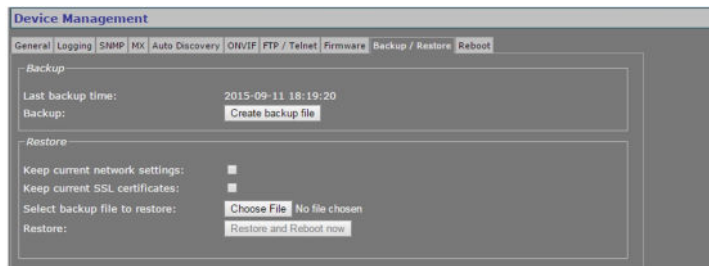 Device Management
General Logging SNMP MX Auto Discovery ONVIF FTP / Telnet Firmware Backup / Restore Reboot
Backup
Last backup time: 2015-09-11 18:19:20
Backup: Create backup file
Restore
Keep current network settings:
Keep current SSL certificates:
Select backup file to restore: Choose File No file chosen
Restore: Restore and Reboot now